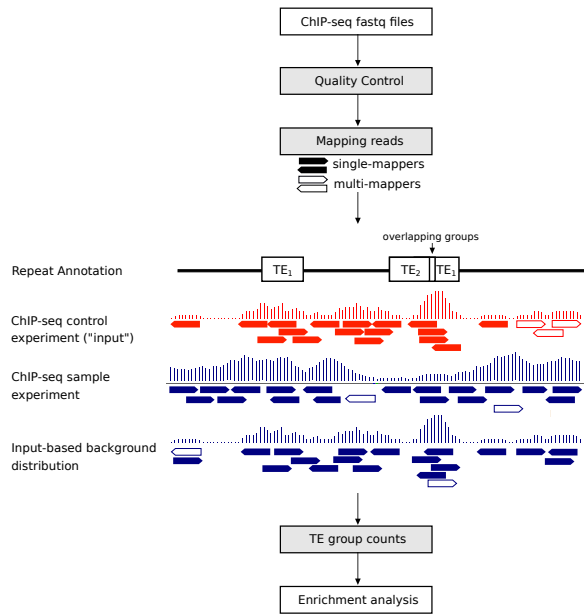 ChIP-seq fastq files
Quality Control
Mapping reads
single-mappers
multi-mappers
overlapping groups
Repeat Annotation
TE1
TE2
TE1
ChIP-seq control
experiment ("input")
ChIP-seq sample
experiment
Input-based background
distribution
TE group counts
Enrichment analysis